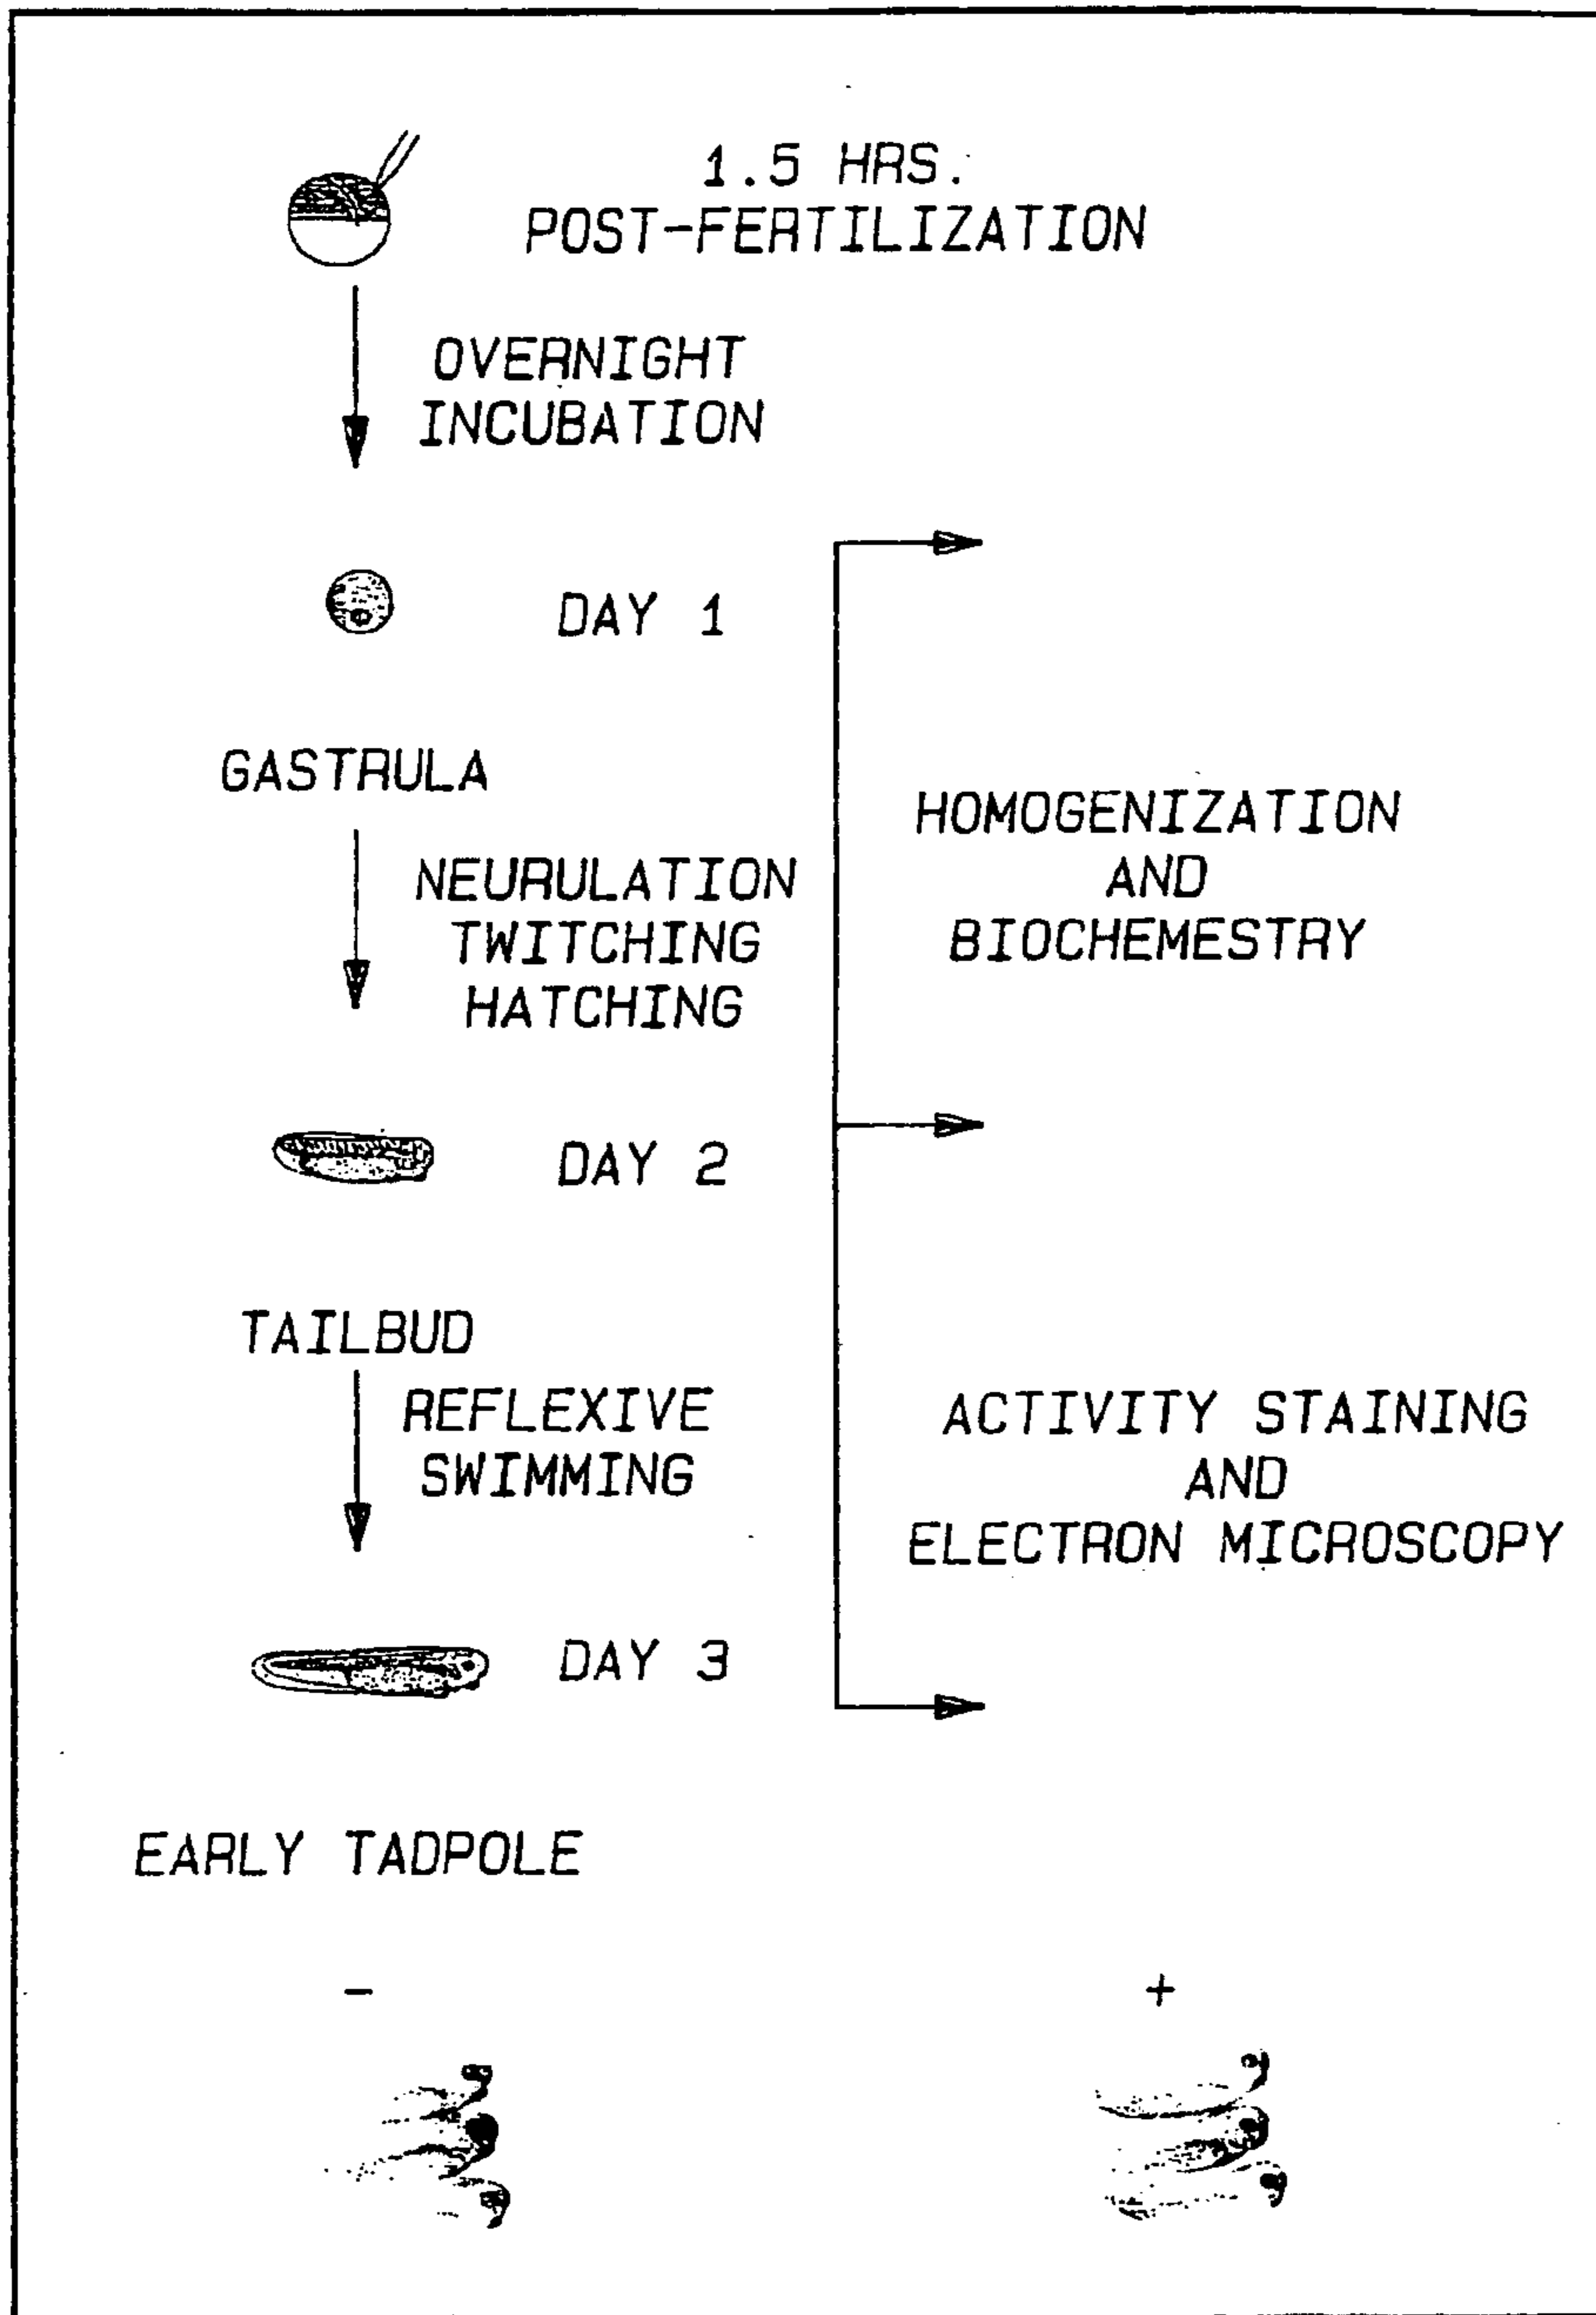 1.5 HRS.
POST-FERTILIZATION
OVERNIGHT
INCUBATION
DAY 1
GASTRULA
NEURULATION
TWITCHING
HATCHING
HOMOGENIZATION
AND
BIOCHEMESTRY
DAY 2
TAILBUD
REFLEXIVE
SWIMMING
ACTIVITY STAINING
AND
ELECTRON MICROSCOPY
DAY 3
EARLY TADPOLE
- +